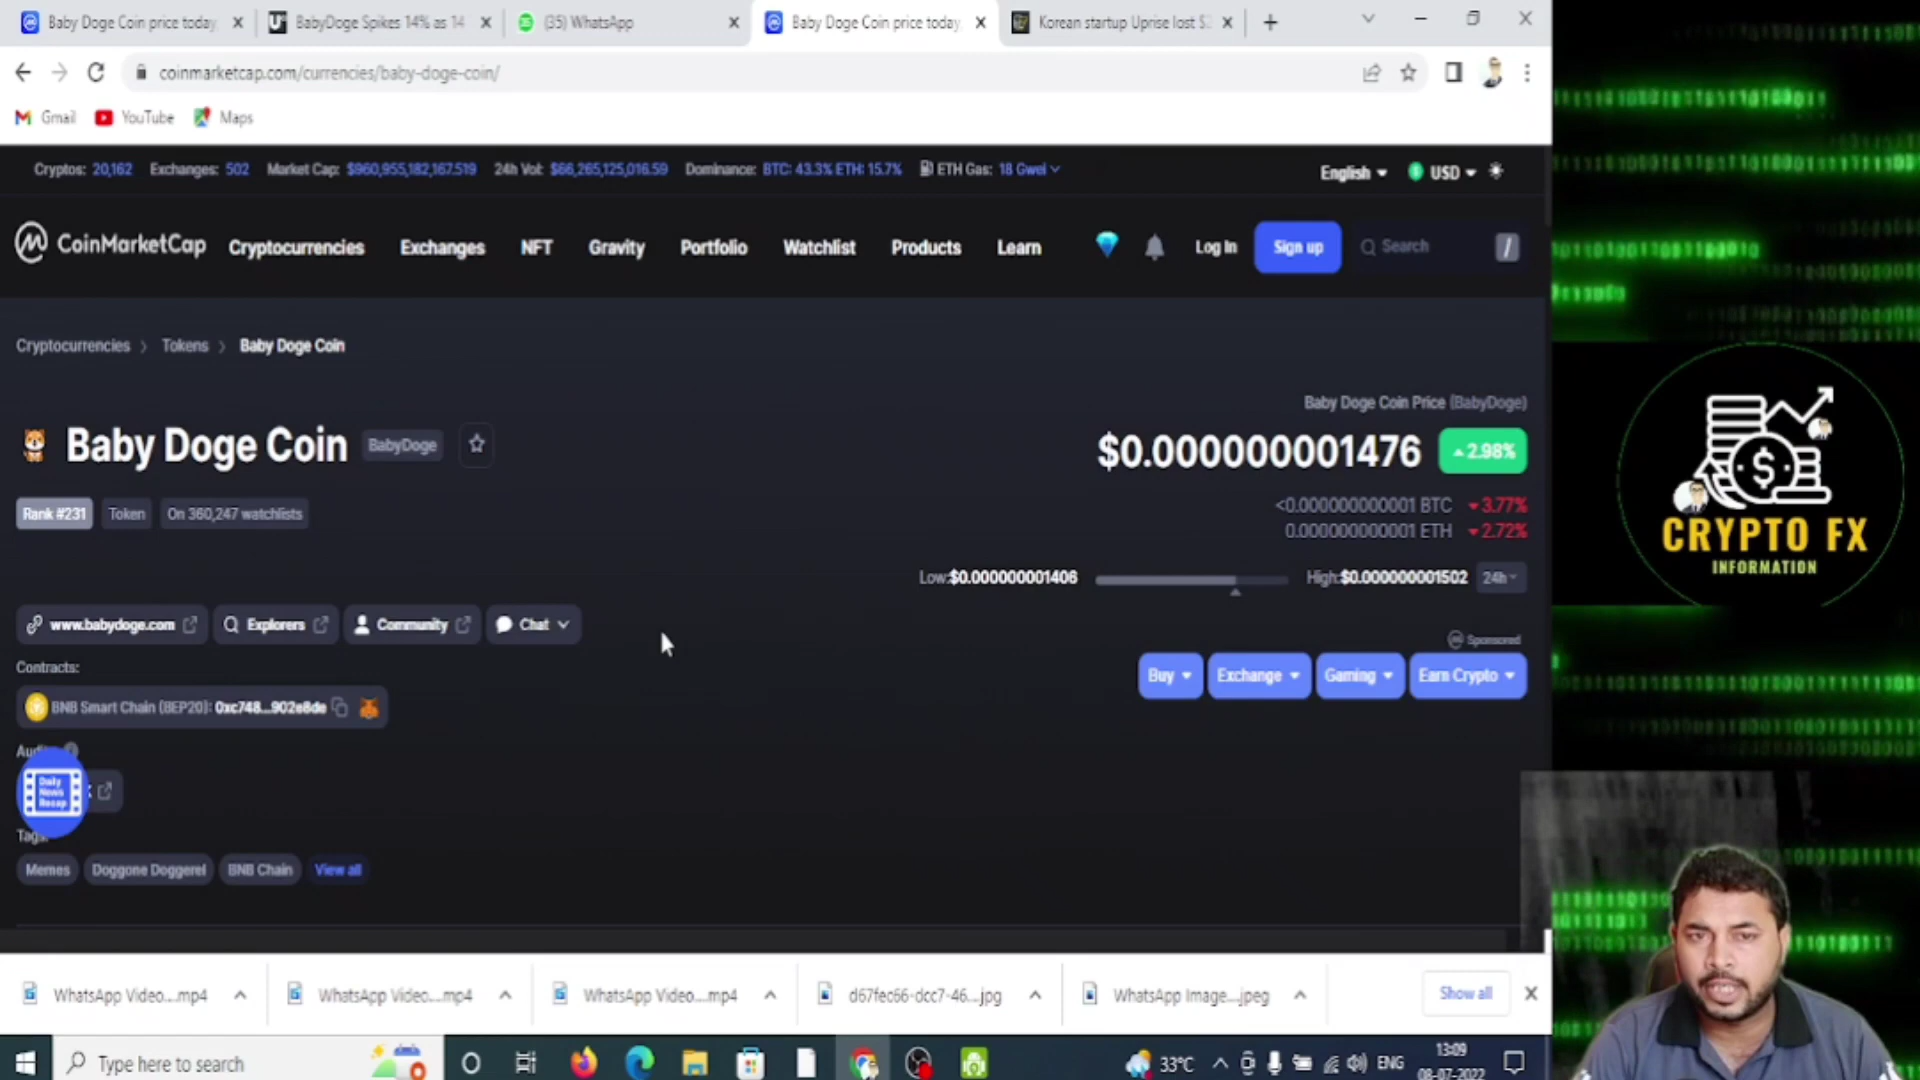 Baby Doge Coin price today,
BabyDoge Spikes 14% as 14
(35) WhatsApp
Baby Doge Coin price today,
Korean startup Uprise lost $2
coinmarketcap.com/currencies/baby-doge-coin/
Gmail YouTube Maps
Cryptos: 20,162 Exchanges: 502 Market Cap: $960,955,182,167.519 24h Vol: $66,265,125,016.59 Dominance: BTC: 43.3% ETH: 15.7% ETH Gas: 18 Gwei
English USD
CoinMarketCap Cryptocurrencies Exchanges NFT Gravity Portfolio Watchlist Products Learn Log In Sign up Search /
Cryptocurrencies > Tokens > Baby Doge Coin
Baby Doge Coin Price (BabyDoge)
Baby Doge Coin BabyDoge
$0.000000001476 2.98%
Rank #231 Token On 360,247 watchlists
<0.000000000001 BTC 3.77%
0.000000000001 ETH 2.72%
Low:$0.000000001406 High:$0.000000001502 24h
www.babydoge.com Explorers Community Chat
Sponsored
Buy Exchange Gaming Earn Crypto
Contracts:
BNB Smart Chain (BEP20): 0xc748...902e8de
Daily
News
Recap
Memes Doggone Doggerel BNB Chain View all
CRYPTO FX
INFORMATION
WhatsApp Video....mp4
WhatsApp Video....mp4
WhatsApp Video....mp4
d67fec66-dcc7-46....jpg
WhatsApp Image....jpeg
Show all
Type here to search
33°C
ENG
13:09
08-07-2022